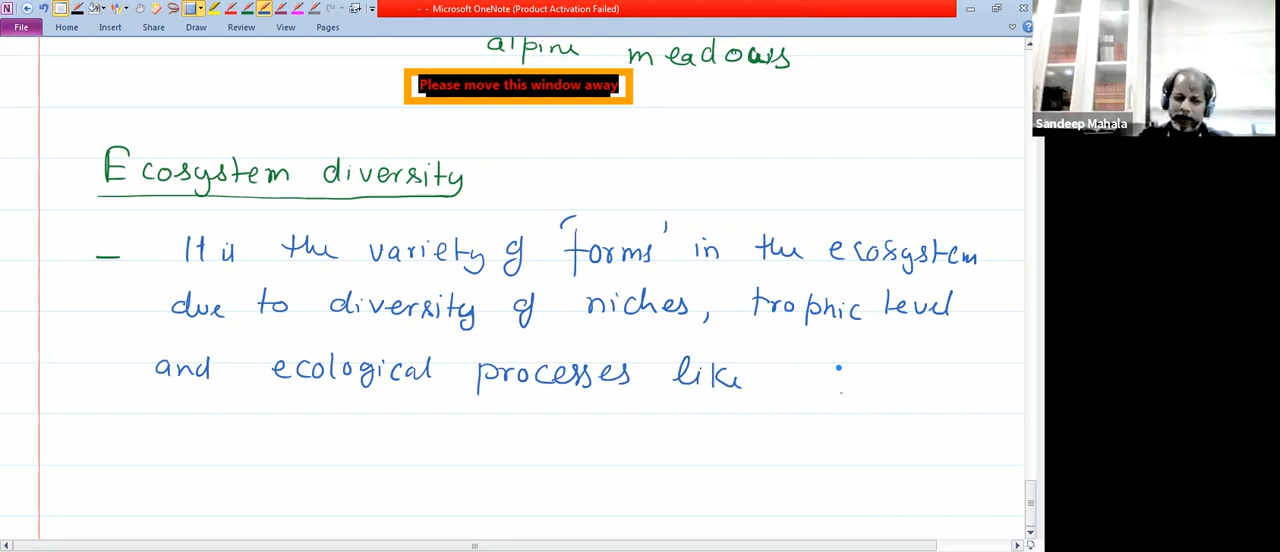 - - Microsoft OneNote (Product Activation Failed)
File Home Insert Share Draw Review View Pages
alpine meadows
Please move this window away
Sandeep Mahala
Ecosystem diversity
— It is the variety of 'forms' in the ecosystem
due to diversity of niches, trophic level
and ecological processes like